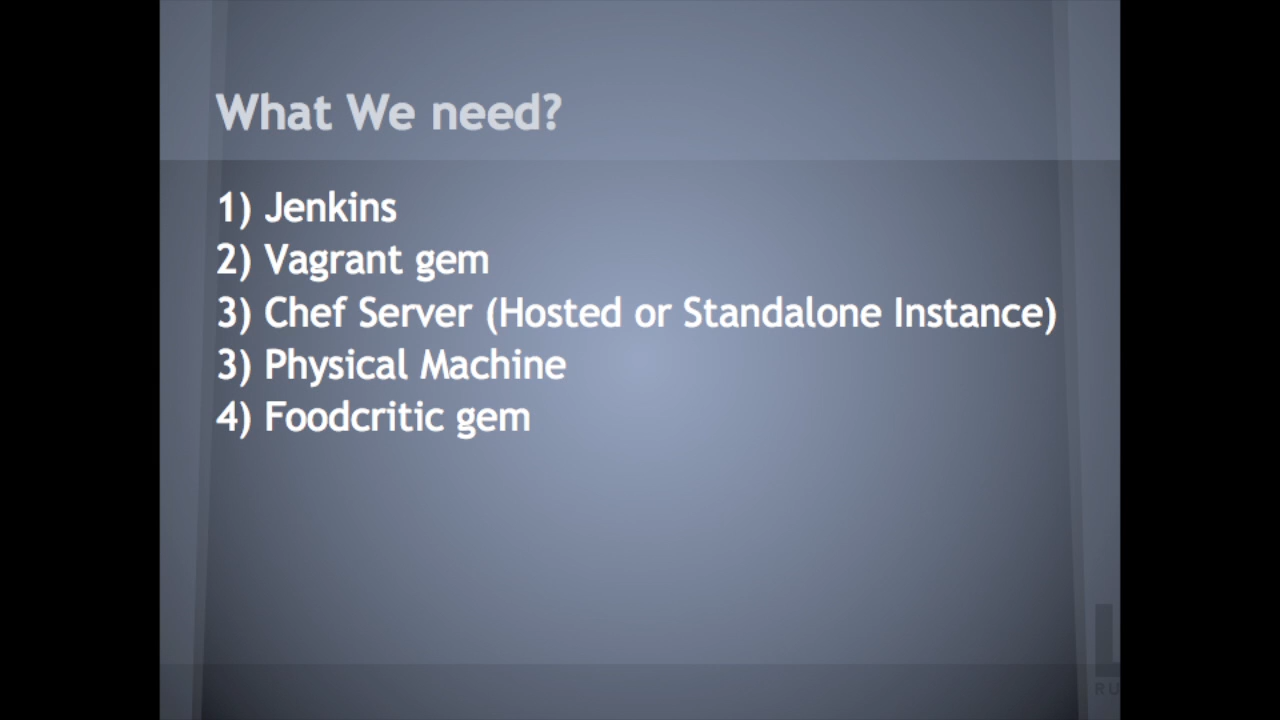 What We need?
1) Jenkins
2) Vagrant gem
3) Chef Server (Hosted or Standalone Instance)
3) Physical Machine
4) Foodcritic gem